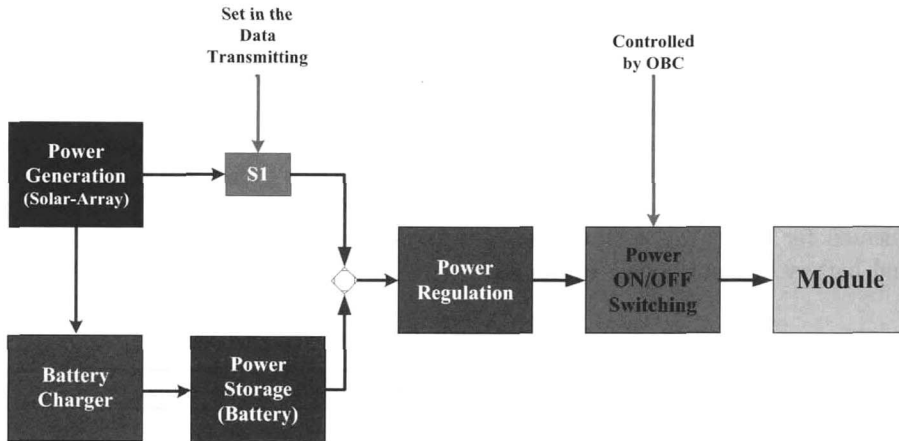 Set in the
Data
Transmitting
Controlled
by OBC
Power
Generation
(Solar-Array)
S1
Power
Regulation
Power
ON/OFF
Switching
Module
Battery
Charger
Power
Storage
(Battery)